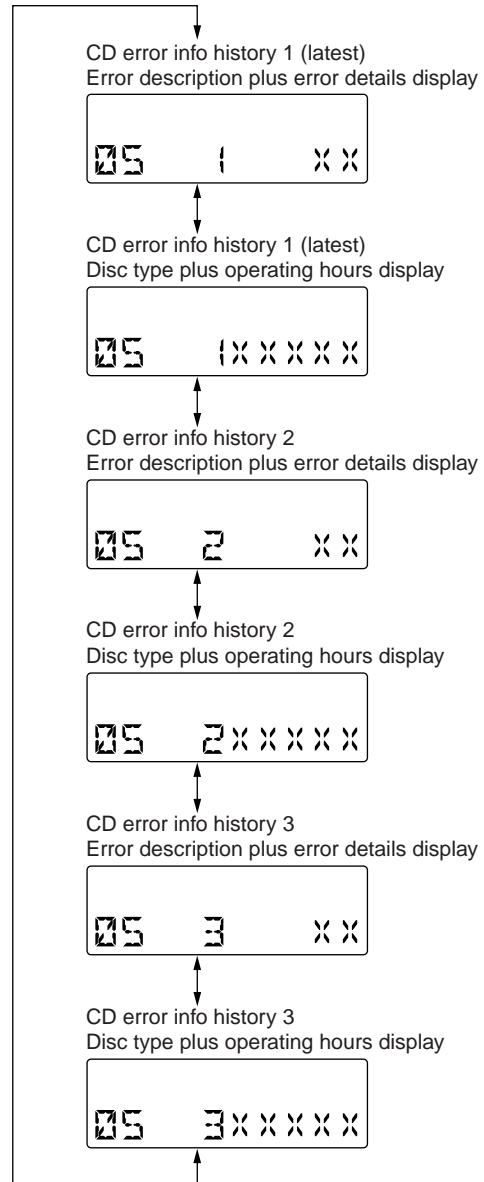 CD error info history 1 (latest)
Error description plus error details display
05 1 XX
CD error info history 1 (latest)
Disc type plus operating hours display
05 1XXXXX
CD error info history 2
Error description plus error details display
05 2 XX
CD error info history 2
Disc type plus operating hours display
05 2XXXXX
CD error info history 3
Error description plus error details display
05 3 XX
CD error info history 3
Disc type plus operating hours display
05 3XXXXX